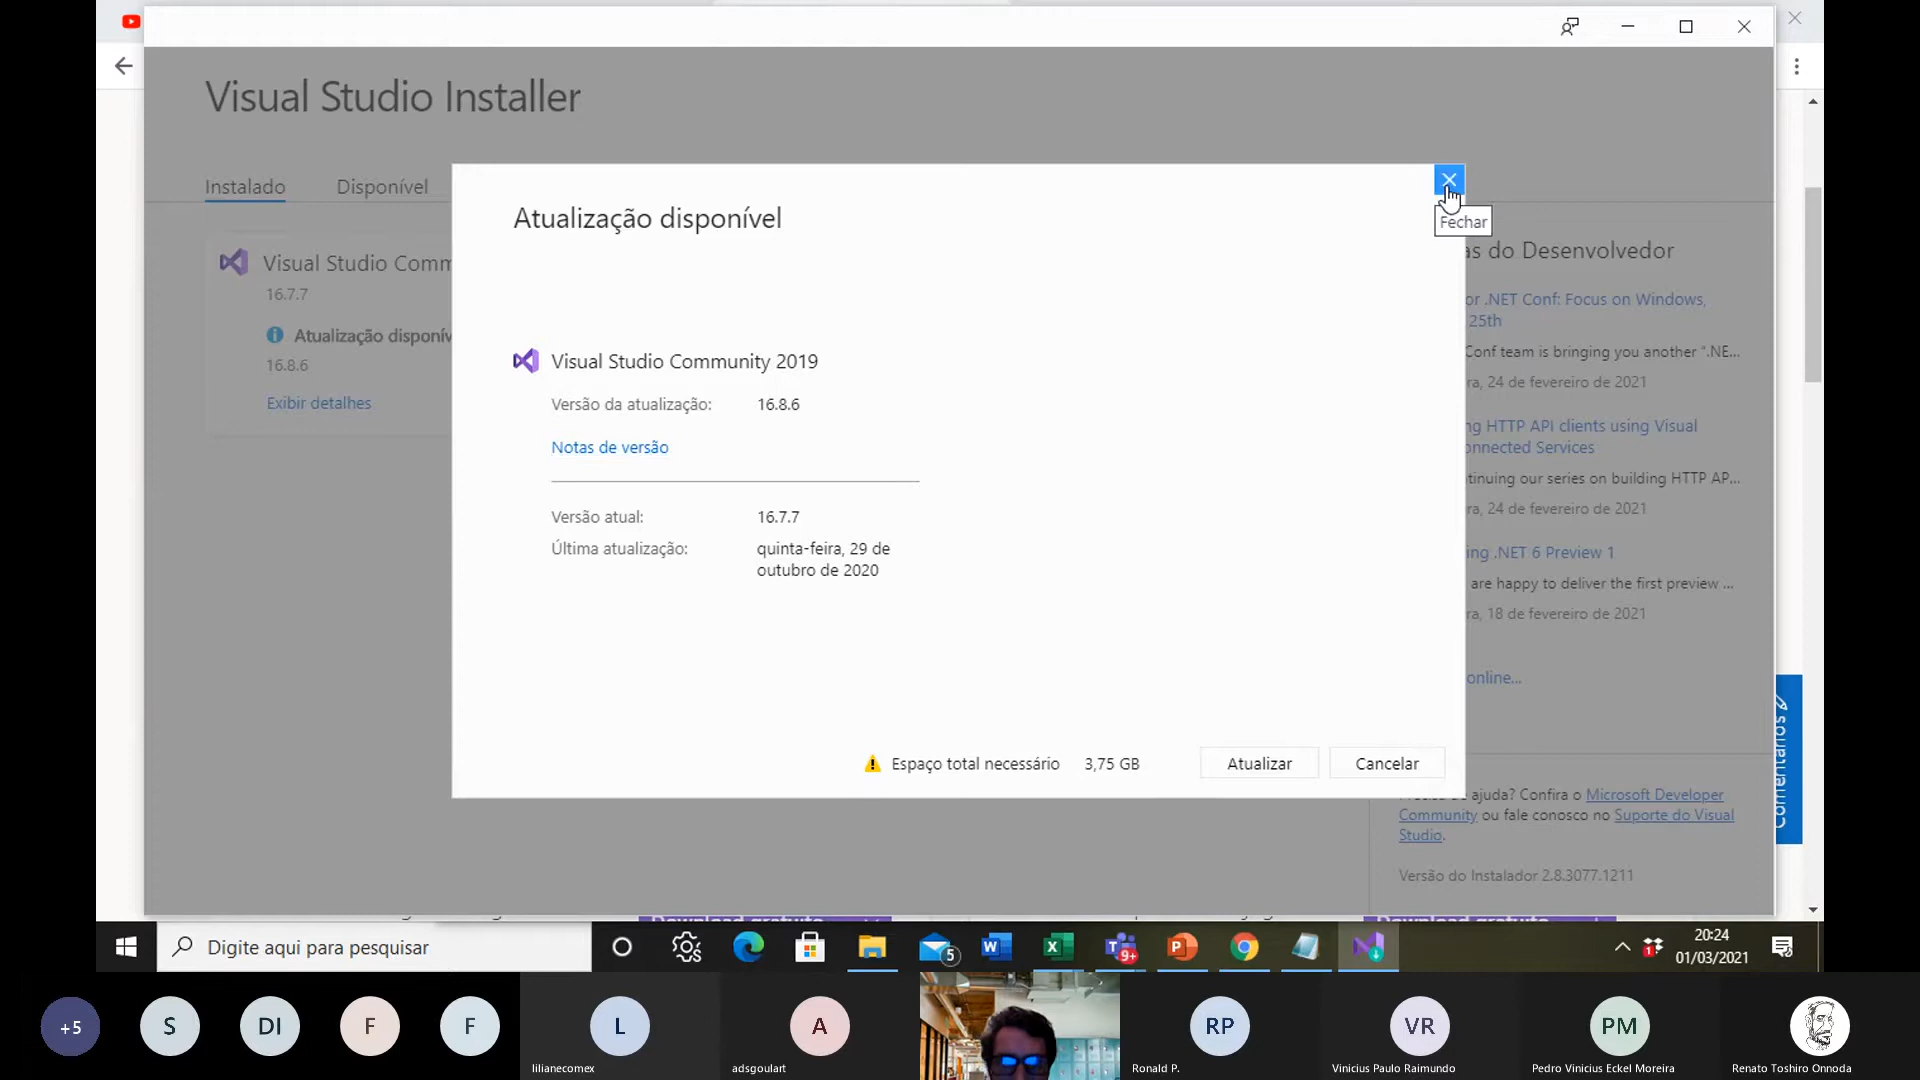 Visual Studio Installer
Instalado
Disponível
Visual Studio Comm
16.7.7
Atualização disponív
16.8.6
Exibir detalhes
Atualização disponível
Fechar
Visual Studio Community 2019
Versão da atualização: 16.8.6
Notas de versão
Versão atual: 16.7.7
Última atualização: quinta-feira, 29 de
outubro de 2020
Espaço total necessário 3,75 GB
Atualizar
Cancelar
as do Desenvolvedor
or .NET Conf: Focus on Windows,
25th
Conf team is bringing you another ".NE...
ra, 24 de fevereiro de 2021
ng HTTP API clients using Visual
onnected Services
tinuing our series on building HTTP AP...
ra, 24 de fevereiro de 2021
ing .NET 6 Preview 1
are happy to deliver the first preview ...
ra, 18 de fevereiro de 2021
online...
ajuda? Confira o Microsoft Developer
Community ou fale conosco no Suporte do Visual
Studio.
Versão do Instalador 2.8.3077.1211
Comentários
Digite aqui para pesquisar
5
9+
1
20:24
01/03/2021
+5
S
DI
F
F
L
lilianecomex
A
adsgoulart
RP
Ronald P.
VR
Vinicius Paulo Raimundo
PM
Pedro Vinicius Eckel Moreira
Renato Toshiro Onnoda